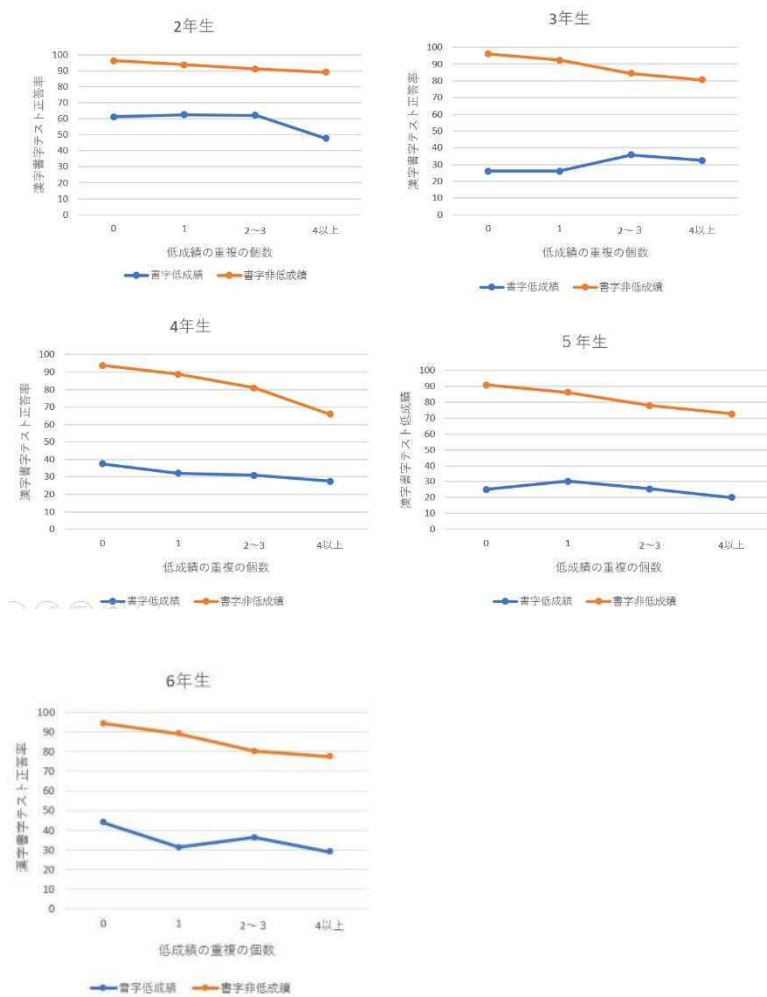 2年生
漢字書字テスト正答率
100
90
80
70
60
50
40
30
20
10
0
0 1 2～3 4以上
低成績の重複の個数
書字低成績 書字非低成績
3年生
漢字書字テスト正答率
100
90
80
70
60
50
40
30
20
10
0
0 1 2～3 4以上
低成績の重複の個数
書字低成績 書字非低成績
4年生
漢字書字テスト正答率
100
90
80
70
60
50
40
30
20
10
0
0 1 2～3 4以上
低成績の重複の個数
書字低成績 書字非低成績
5年生
漢字書字テスト低成績
100
90
80
70
60
50
40
30
20
10
0
0 1 2～3 4以上
低成績の重複の個数
書字低成績 書字非低成績
6年生
漢字書字テスト正答率
100
90
80
70
60
50
40
30
20
10
0
0 1 2～3 4以上
低成績の重複の個数
書字低成績 書字非低成績